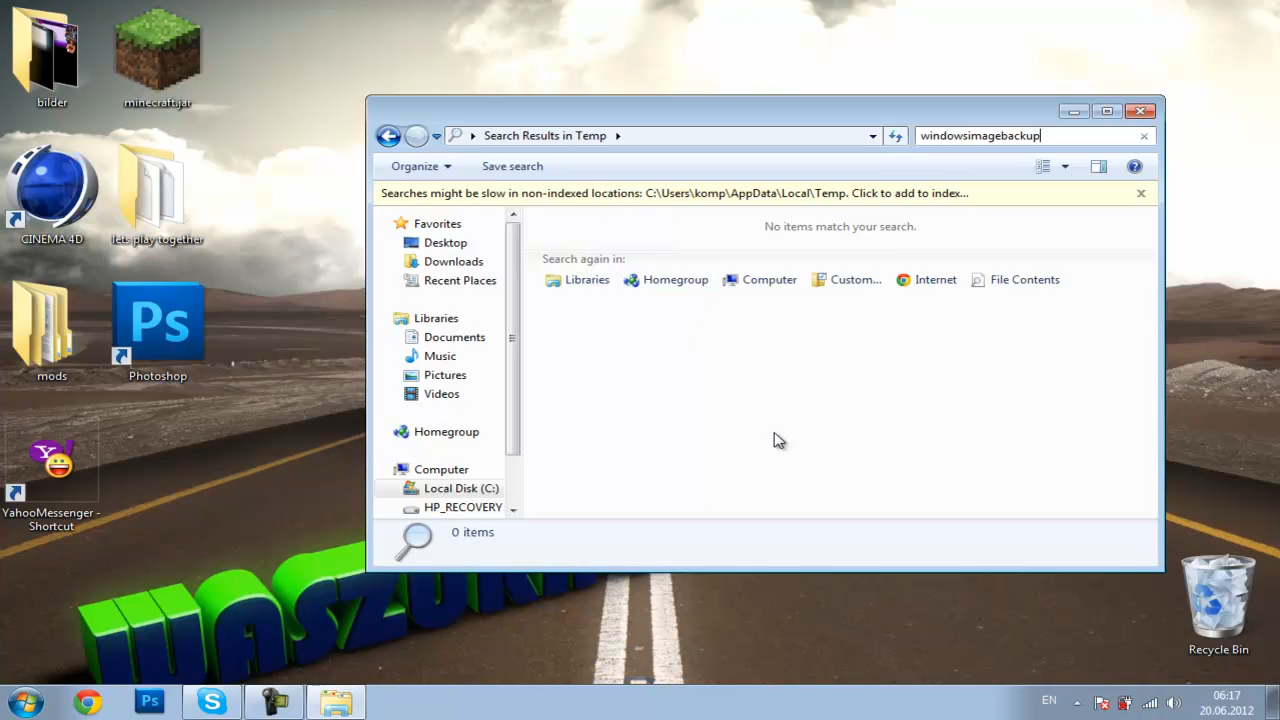 bilder
minecraft.jar
CINEMA 4D
lets play together
mods
Ps
Photoshop
YahooMessenger -
Shortcut
Search Results in Temp
windowsimagebackup
Organize
Save search
Searches might be slow in non-indexed locations: C:\Users\komp\AppData\Local\Temp. Click to add to index...
Favorites
Desktop
Downloads
Recent Places
Libraries
Documents
Music
Pictures
Videos
Homegroup
Computer
Local Disk (C:)
HP_RECOVERY
No items match your search.
Search again in:
Libraries
Homegroup
Computer
Custom...
Internet
File Contents
0 items
Recycle Bin
Ps
EN
06:17
20.06.2012